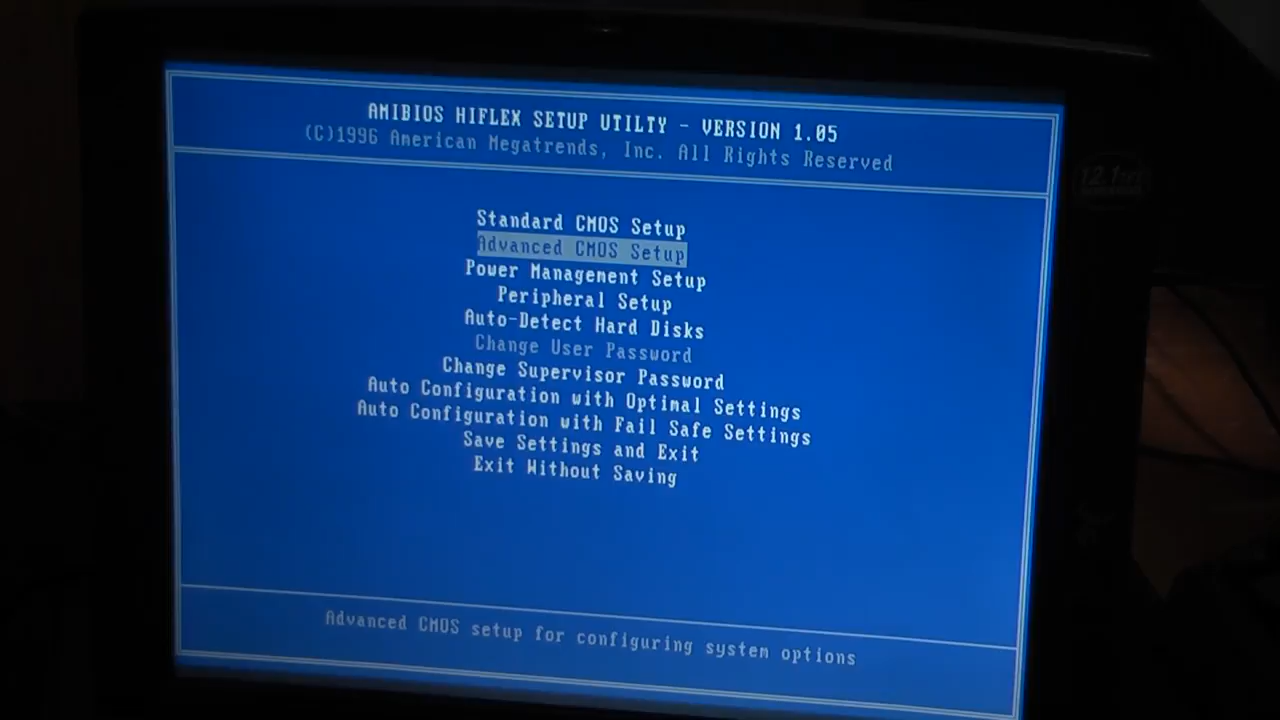 AMIBIOS HIFLEX SETUP UTILTY - VERSION 1.05
(C)1996 American Megatrends, Inc. All Rights Reserved
Standard CMOS Setup
Advanced CMOS Setup
Power Management Setup
Peripheral Setup
Auto-Detect Hard Disks
Change User Password
Change Supervisor Password
Auto Configuration with Optimal Settings
Auto Configuration with Fail Safe Settings
Save Settings and Exit
Exit Without Saving
Advanced CMOS setup for configuring system options